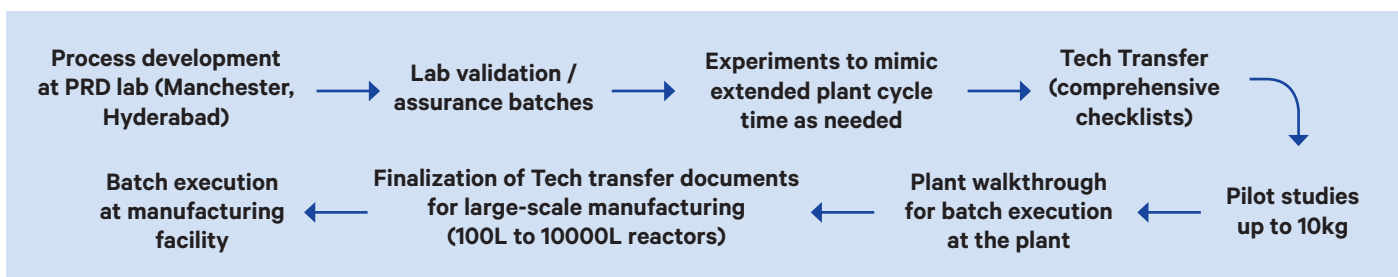 Process development
at PRD lab (Manchester,
Hyderabad)
Lab validation /
assurance batches
Experiments to mimic
extended plant cycle
time as needed
Tech Transfer
(comprehensive
checklists)
Pilot studies
up to 10kg
Plant walkthrough
for batch execution
at the plant
Finalization of Tech transfer documents
for large-scale manufacturing
(100L to 10000L reactors)
Batch execution
at manufacturing
facility